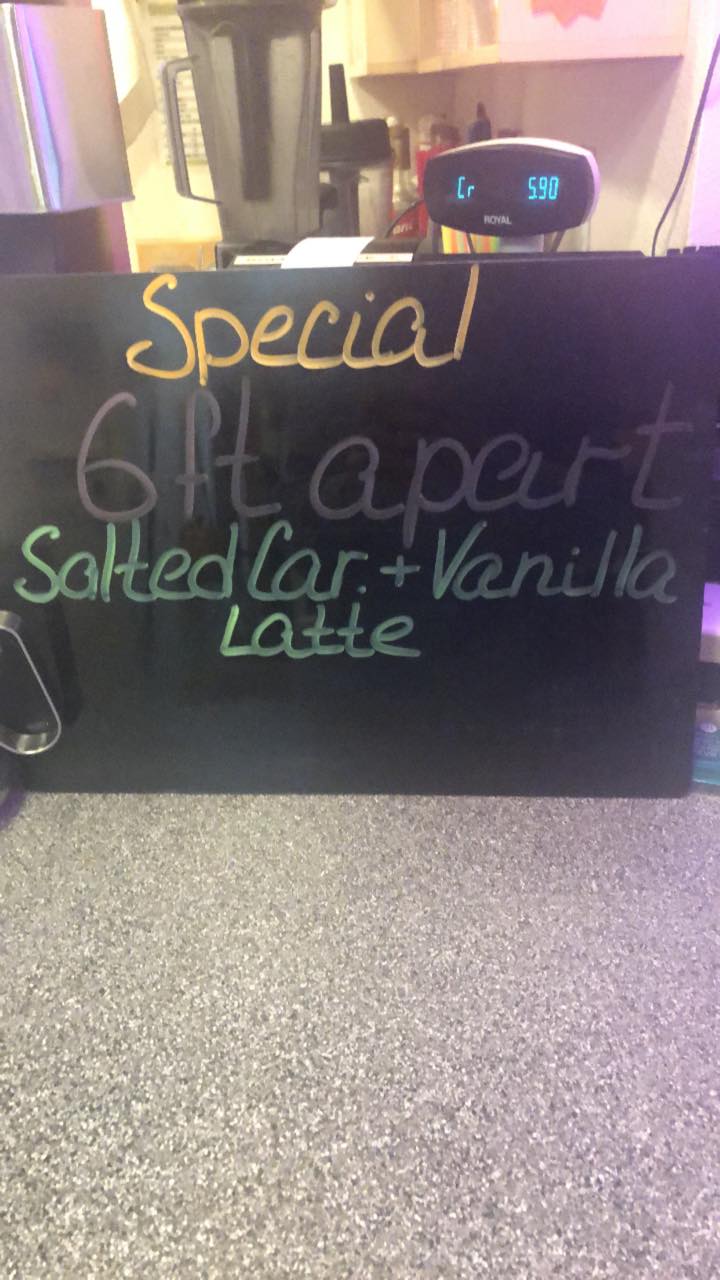 Cr 5.90
ROYAL
Special
6ft apart
Salted Car. + Vanilla
Latte